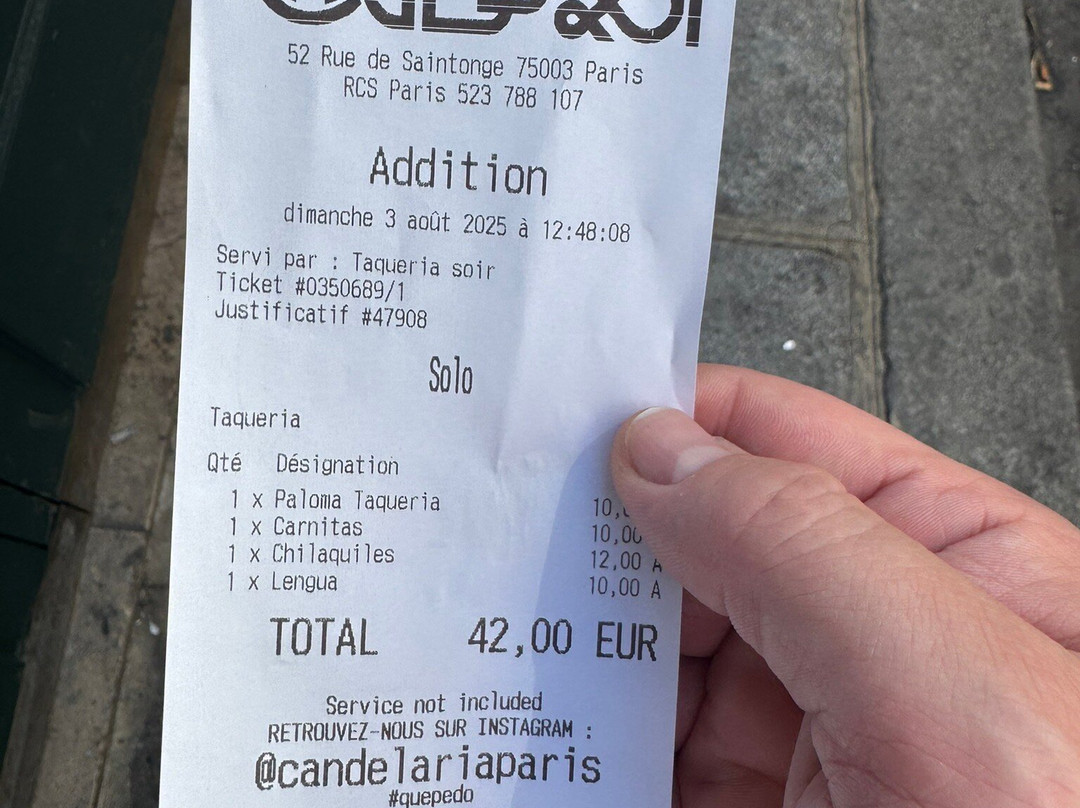 52 Rue de Saintonge 75003 Paris
RCS Paris 523 788 107
Addition
dimanche 3 août 2025 à 12:48:08
Servi par : Taqueria soir
Ticket #0350689/1
Justificatif #47908
Solo
Taqueria
Qté Désignation
1 x Paloma Taqueria 10,
1 x Carnitas 10,00
1 x Chilaquiles 12,00 A
1 x Lengua 10,00 A
TOTAL 42,00 EUR
Service not included
RETROUVEZ-NOUS SUR INSTAGRAM :
@candelariaparis
#quepedo